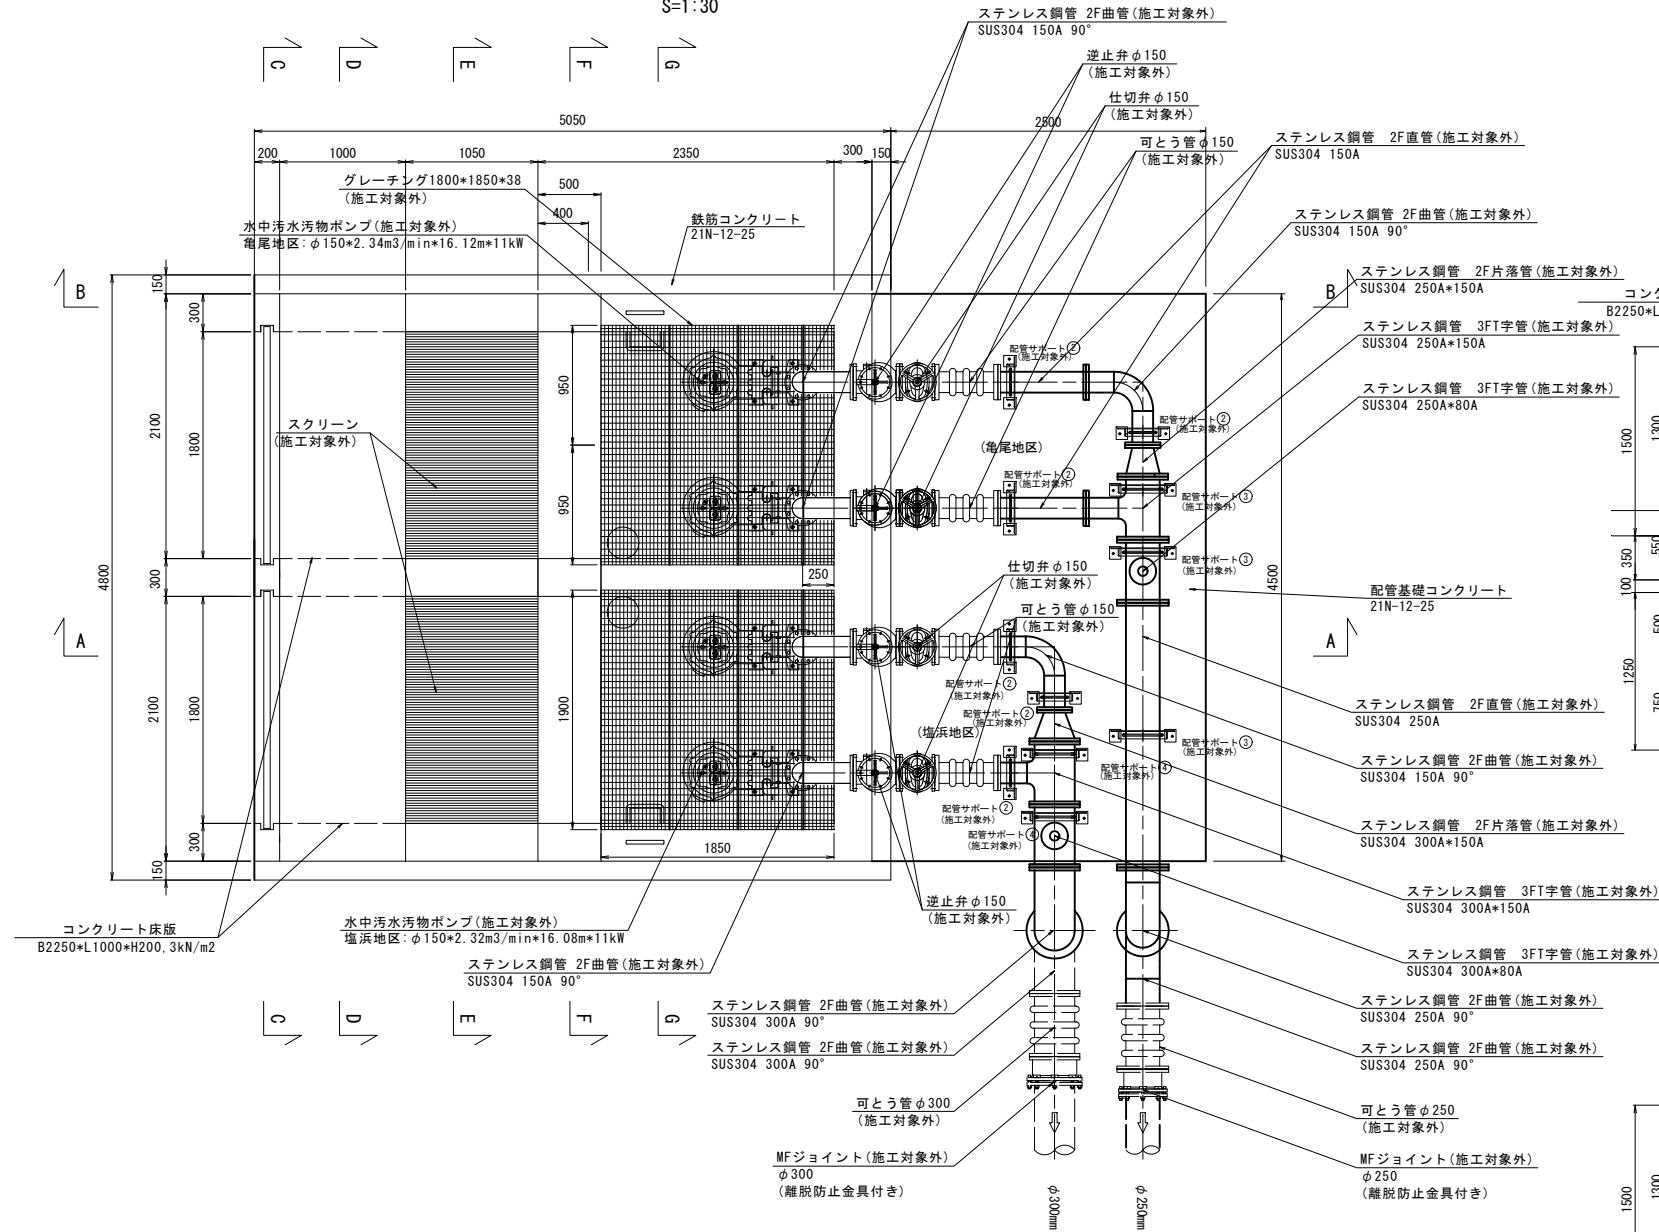 S=1:30
ステンレス鋼管 2F曲管(施工対象外)
SUS304 150A 90°
逆止弁φ150
(施工対象外)
仕切弁φ150
(施工対象外)
可とう管φ150
(施工対象外)
ステンレス鋼管 2F直管(施工対象外)
SUS304 150A
ステンレス鋼管 2F曲管(施工対象外)
SUS304 150A 90°
ステンレス鋼管 2F片落管(施工対象外)
SUS304 250A*150A
ステンレス鋼管 3FT字管(施工対象外)
SUS304 250A*150A
ステンレス鋼管 3FT字管(施工対象外)
SUS304 250A*80A
C D E F G
5050 2500
200 1000 1050 2350 300 150
500
400
グレーチング1800*1850*38
(施工対象外)
水中汚水汚物ポンプ(施工対象外)
亀尾地区:φ150*2.34m3/min*16.12m*11kW
鉄筋コンクリート
21N-12-25
B B
コンク
B2250*L
150
300
2100
1800
950
950
300
4800
2100
1800
1900
300
150
250
1850
4500
スクリーン
(施工対象外)
配管サポート②
(施工対象外)
配管サポート②
(施工対象外)
(亀尾地区)
配管サポート②
(施工対象外)
配管サポート③
(施工対象外)
配管サポート③
(施工対象外)
仕切弁φ150
(施工対象外)
可とう管φ150
(施工対象外)
配管基礎コンクリート
21N-12-25
A A
配管サポート②
(施工対象外)
配管サポート②
(施工対象外)
(塩浜地区)
配管サポート③
(施工対象外)
配管サポート④
(施工対象外)
配管サポート②
(施工対象外)
配管サポート④
(施工対象外)
ステンレス鋼管 2F直管(施工対象外)
SUS304 250A
ステンレス鋼管 2F曲管(施工対象外)
SUS304 150A 90°
ステンレス鋼管 2F片落管(施工対象外)
SUS304 300A*150A
ステンレス鋼管 3FT字管(施工対象外)
SUS304 300A*150A
ステンレス鋼管 3FT字管(施工対象外)
SUS304 300A*80A
ステンレス鋼管 2F曲管(施工対象外)
SUS304 250A 90°
ステンレス鋼管 2F曲管(施工対象外)
SUS304 250A 90°
可とう管φ250
(施工対象外)
MFジョイント(施工対象外)
φ250
(離脱防止金具付き)
コンクリート床版
B2250*L1000*H200,3kN/m2
水中汚水汚物ポンプ(施工対象外)
塩浜地区:φ150*2.32m3/min*16.08m*11kW
逆止弁φ150
(施工対象外)
ステンレス鋼管 2F曲管(施工対象外)
SUS304 150A 90°
ステンレス鋼管 2F曲管(施工対象外)
SUS304 300A 90°
ステンレス鋼管 2F曲管(施工対象外)
SUS304 300A 90°
可とう管φ300
(施工対象外)
MFジョイント(施工対象外)
φ300
(離脱防止金具付き)
C D E F G
φ300mm
φ250mm
1500
1300
350
550
100
500
1250
750
1500
1300